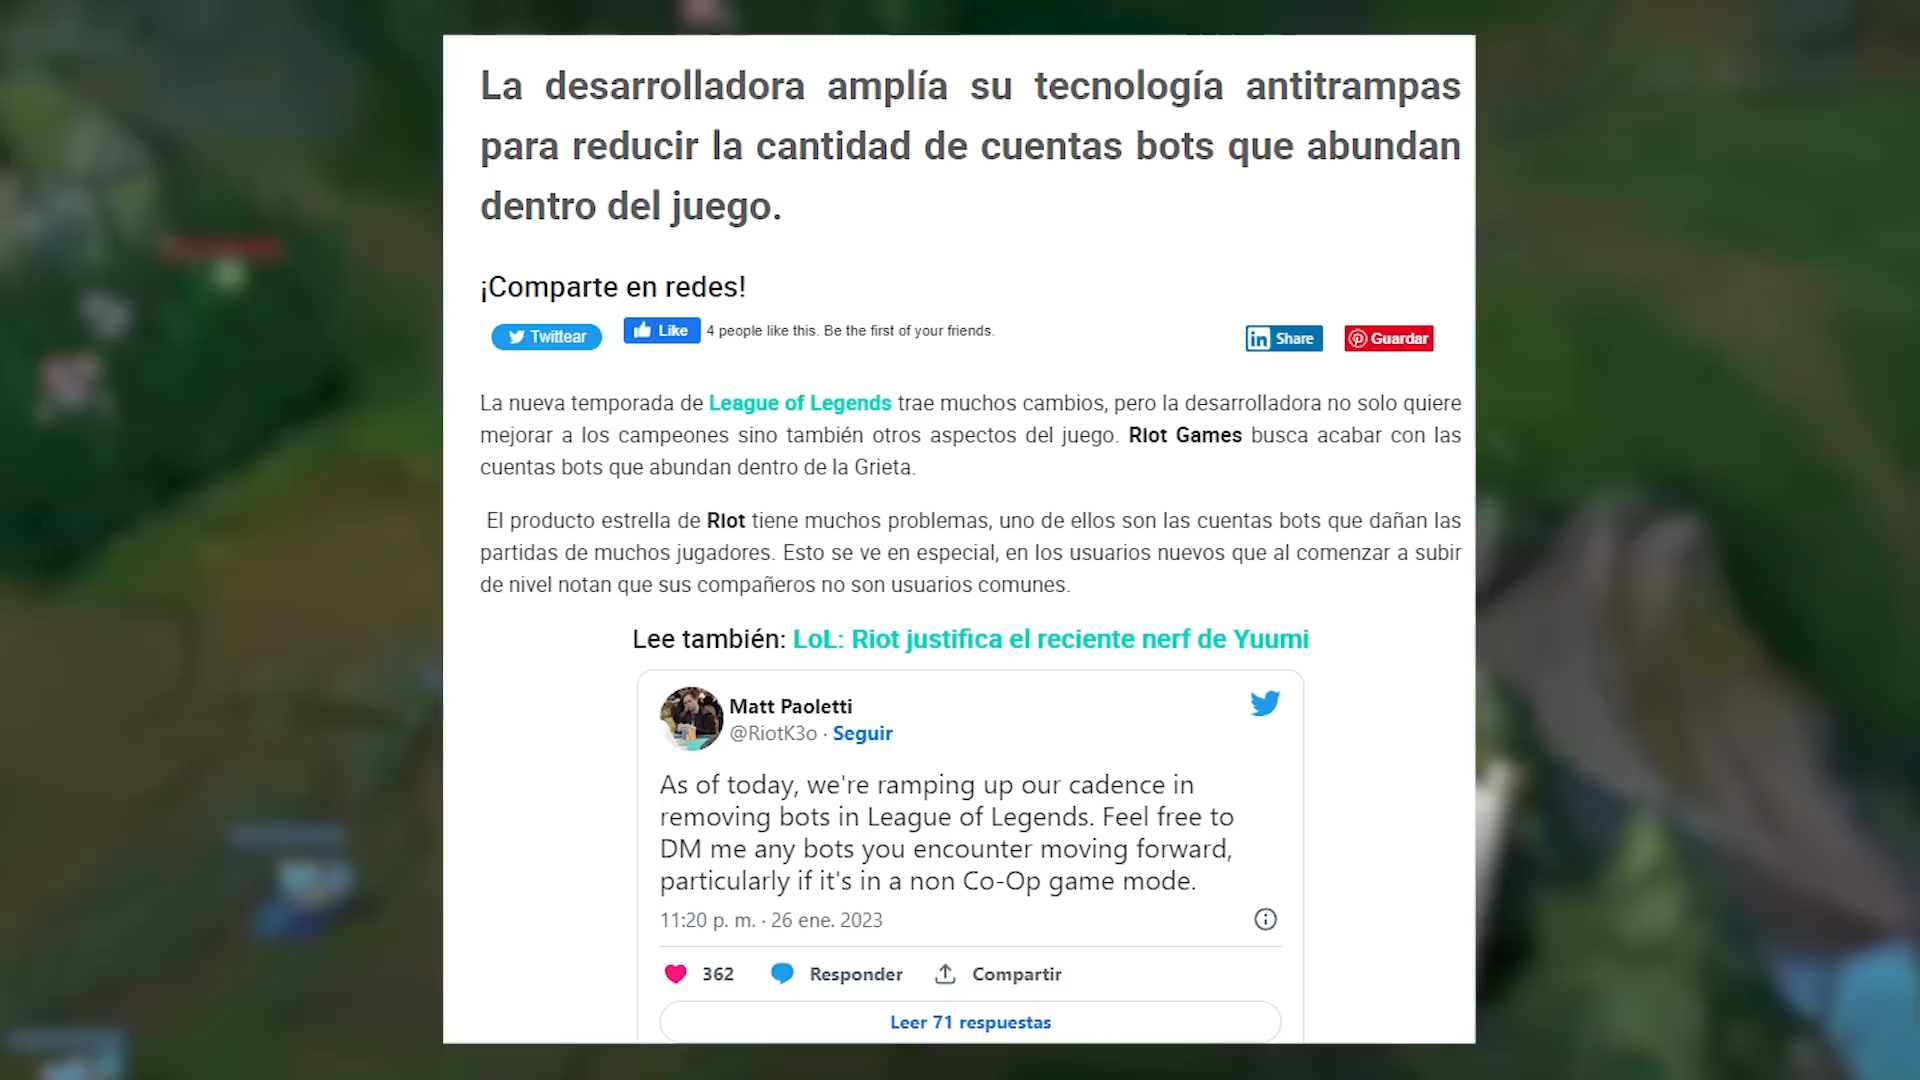 La desarrolladora amplía su tecnología antitrampas
para reducir la cantidad de cuentas bots que abundan
dentro del juego.
¡Comparte en redes!
Twittear
Like 4 people like this. Be the first of your friends.
in Share
Guardar
La nueva temporada de League of Legends trae muchos cambios, pero la desarrolladora no solo quiere
mejorar a los campeones sino también otros aspectos del juego. Riot Games busca acabar con las
cuentas bots que abundan dentro de la Grieta.
El producto estrella de Riot tiene muchos problemas, uno de ellos son las cuentas bots que dañan las
partidas de muchos jugadores. Esto se ve en especial, en los usuarios nuevos que al comenzar a subir
de nivel notan que sus compañeros no son usuarios comunes.
Lee también: LoL: Riot justifica el reciente nerf de Yuumi
Matt Paoletti
@RiotK3o · Seguir
As of today, we're ramping up our cadence in
removing bots in League of Legends. Feel free to
DM me any bots you encounter moving forward,
particularly if it's in a non Co-Op game mode.
11:20 p. m. · 26 ene. 2023
362 Responder Compartir
Leer 71 respuestas